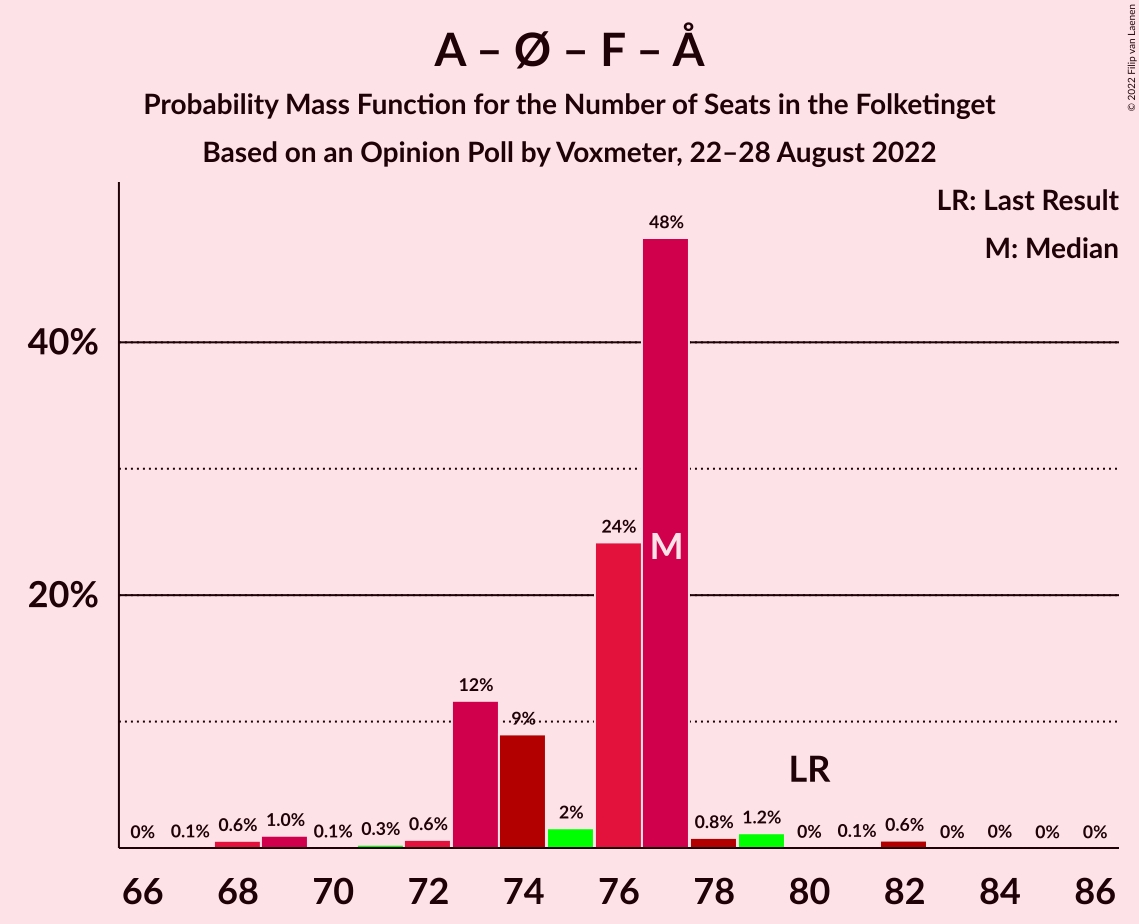 A – Ø – F – Å
Probability Mass Function for the Number of Seats in the Folketinget
Based on an Opinion Poll by Voxmeter, 22–28 August 2022
© 2022 Filip van Laenen
LR: Last Result
M: Median
48%
40%
24%
M
20%
12%
9%
LR
0%
0.1%
0.6%
1.0%
0.1%
0.3%
0.6%
2%
0.8%
1.2%
0%
0.1%
0.6%
0%
0%
0%
0%
66 68 70 72 74 76 78 80 82 84 86